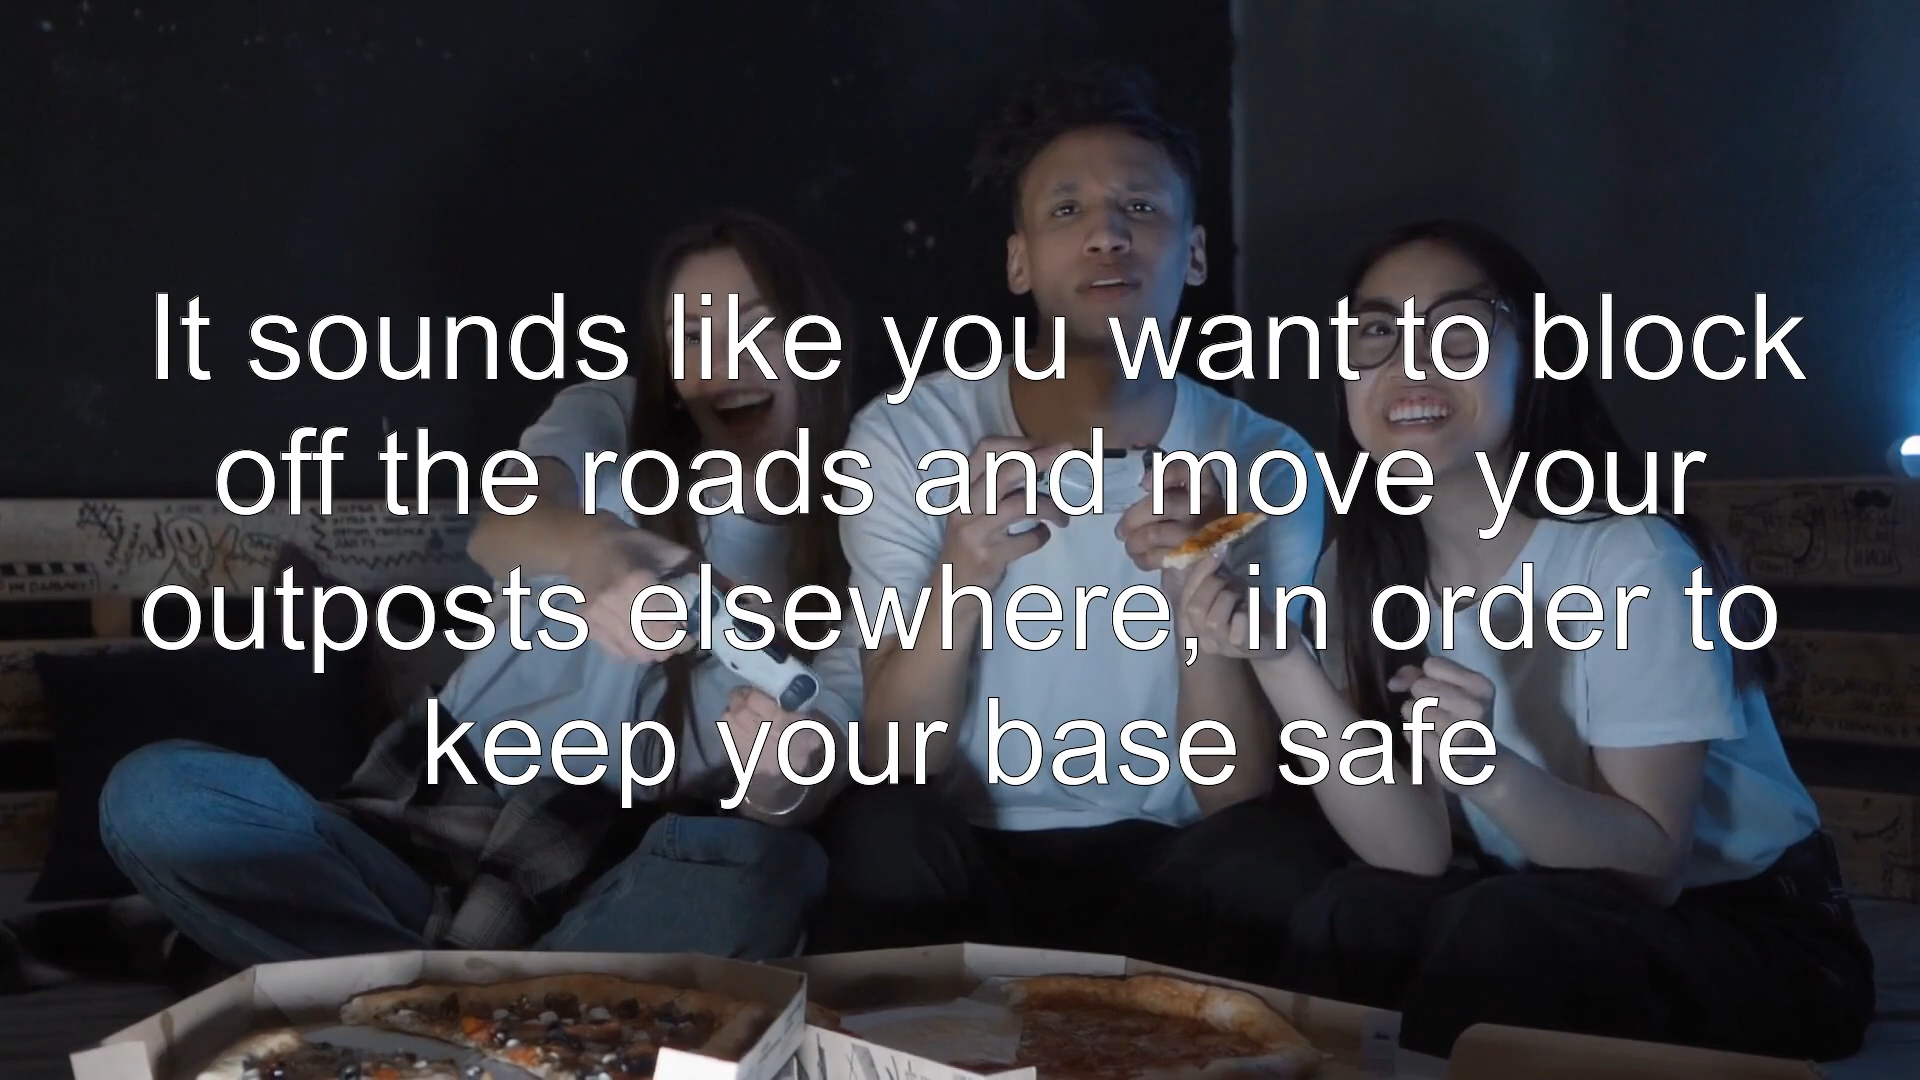 It sounds like you want to block
off the roads and move your
outposts elsewhere, in order to
keep your base safe